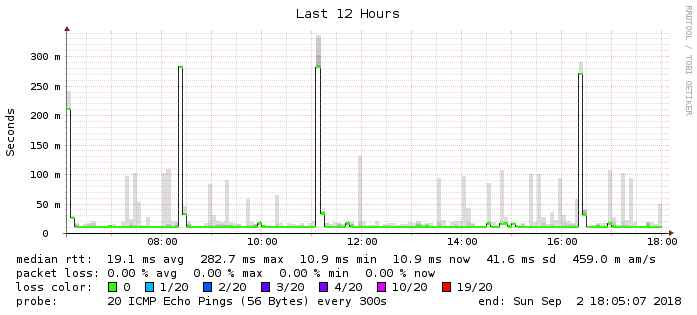 Last 12 Hours
RRDTOOL / TOBI OETIKER
Seconds
300 m
250 m
200 m
150 m
100 m
50 m
0
08:00 10:00 12:00 14:00 16:00 18:00
median rtt: 19.1 ms avg 282.7 ms max 10.9 ms min 10.9 ms now 41.6 ms sd 459.0 m am/s
packet loss: 0.00 % avg 0.00 % max 0.00 % min 0.00 % now
loss color: 0 1/20 2/20 3/20 4/20 10/20 19/20
probe: 20 ICMP Echo Pings (56 Bytes) every 300s end: Sun Sep 2 18:05:07 2018